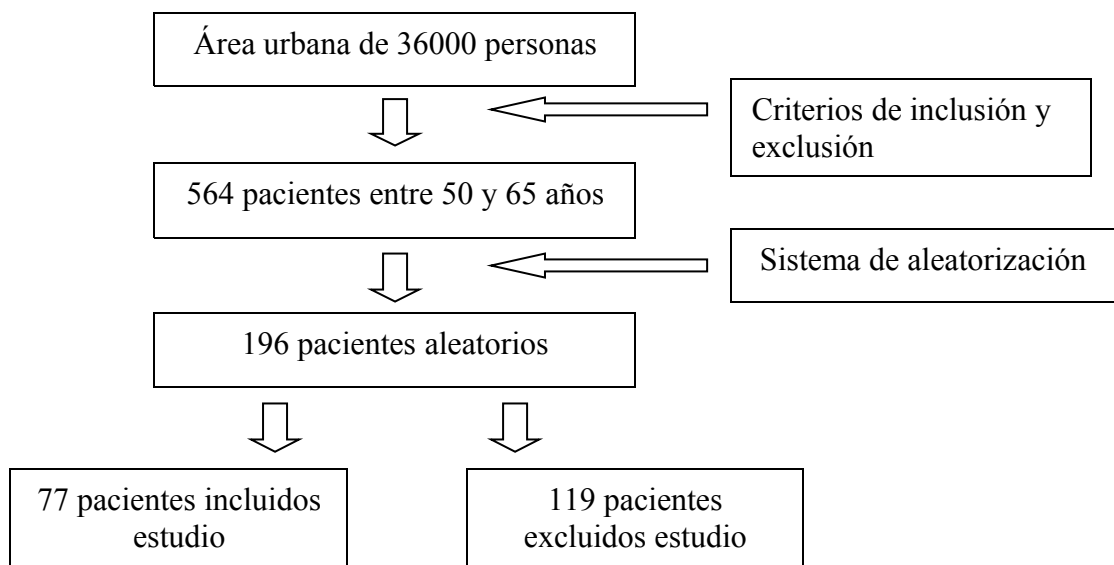 Área urbana de 36000 personas
Criterios de inclusión y
exclusión
564 pacientes entre 50 y 65 años
Sistema de aleatorización
196 pacientes aleatorios
77 pacientes incluidos
estudio
119 pacientes
excluidos estudio